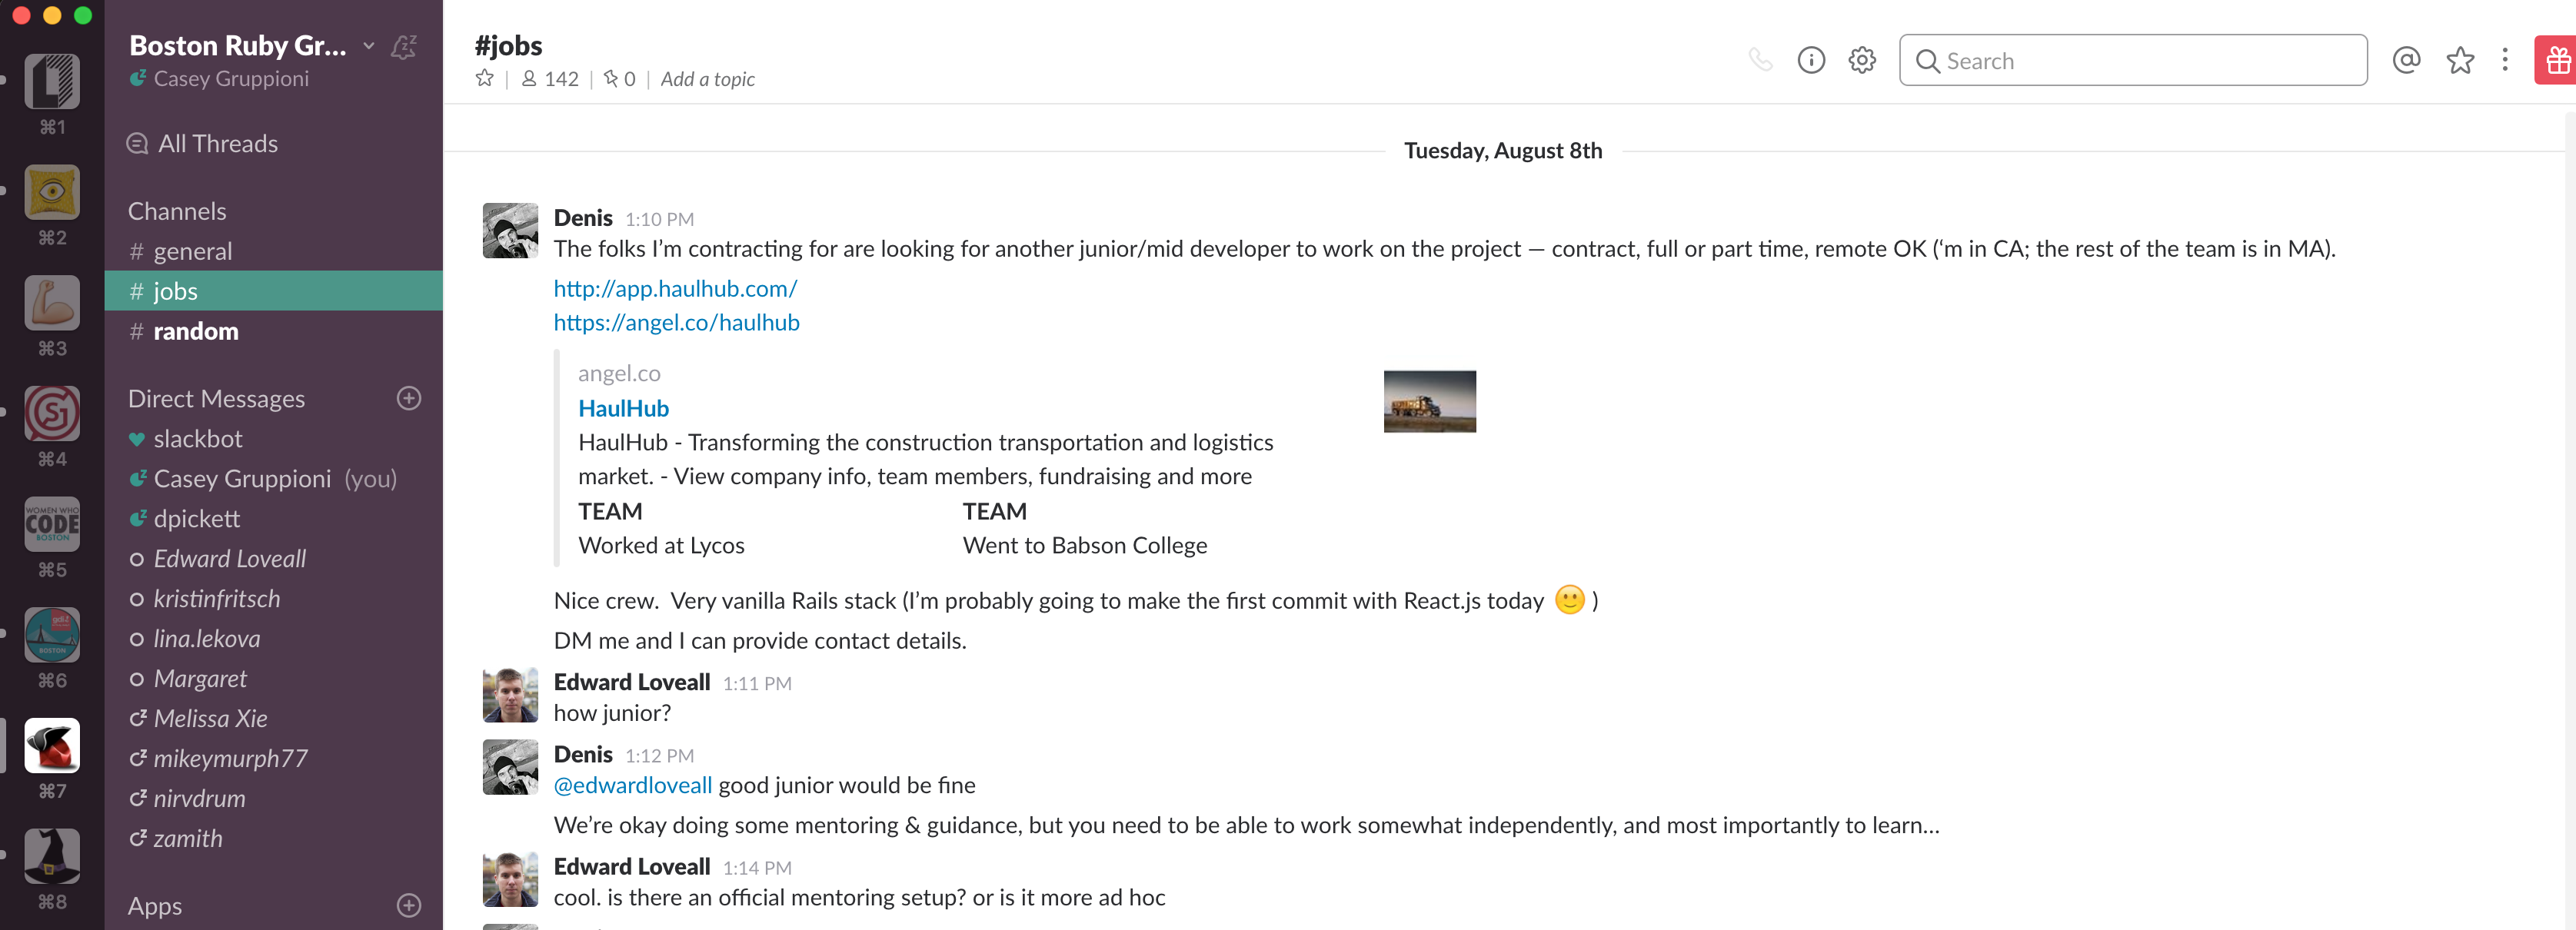 ⌘1
⌘2
⌘3
⌘4
WOMEN WHO
CODE
BOSTON
⌘5
gdi
BOSTON
⌘6
⌘7
⌘8
Boston Ruby Gr...
Casey Gruppioni
All Threads
Channels
# general
# jobs
# random
Direct Messages
slackbot
Casey Gruppioni (you)
dpickett
Edward Loveall
kristinfritsch
lina.lekova
Margaret
Melissa Xie
mikeymurph77
nirvdrum
zamith
Apps
#jobs
142 | 0 | Add a topic
Search
Tuesday, August 8th
Denis 1:10 PM
The folks I’m contracting for are looking for another junior/mid developer to work on the project — contract, full or part time, remote OK (‘m in CA; the rest of the team is in MA).
http://app.haulhub.com/
https://angel.co/haulhub
angel.co
HaulHub
HaulHub - Transforming the construction transportation and logistics
market. - View company info, team members, fundraising and more
TEAM TEAM
Worked at Lycos Went to Babson College
Nice crew. Very vanilla Rails stack (I’m probably going to make the first commit with React.js today 🙂 )
DM me and I can provide contact details.
Edward Loveall 1:11 PM
how junior?
Denis 1:12 PM
@edwardloveall good junior would be fine
We’re okay doing some mentoring & guidance, but you need to be able to work somewhat independently, and most importantly to learn...
Edward Loveall 1:14 PM
cool. is there an official mentoring setup? or is it more ad hoc